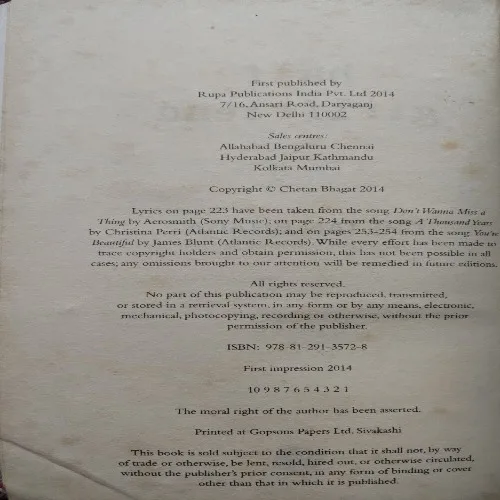 First published by
Rupa Publications India Pvt. Ltd 2014
7/16, Ansari Road, Daryaganj
New Delhi 110002
Sales centres:
Allahabad Bengaluru Chennai
Hyderabad Jaipur Kathmandu
Kolkata Mumbai
Copyright © Chetan Bhagat 2014
Lyrics on page 223 have been taken from the song Don't Wanna Miss a
Thing by Aerosmith (Sony Music); on page 224 from the song A Thousand Years
by Christina Perri (Atlantic Records); and on pages 253-254 from the song You're
Beautiful by James Blunt (Atlantic Records). While every effort has been made to
trace copyright holders and obtain permission, this has not been possible in all
cases; any omissions brought to our attention will be remedied in future editions.
All rights reserved.
No part of this publication may be reproduced, transmitted,
or stored in a retrieval system, in any form or by any means, electronic,
mechanical, photocopying, recording or otherwise, without the prior
permission of the publisher.
ISBN: 978-81-291-3572-8
First impression 2014
10 9 8 7 6 5 4 3 2 1
The moral right of the author has been asserted.
Printed at Gopsons Papers Ltd. Sivakashi
This book is sold subject to the condition that it shall not, by way
of trade or otherwise, be lent, resold, hired out, or otherwise circulated,
without the publisher's prior consent, in any form of binding or cover
other than that in which it is published.